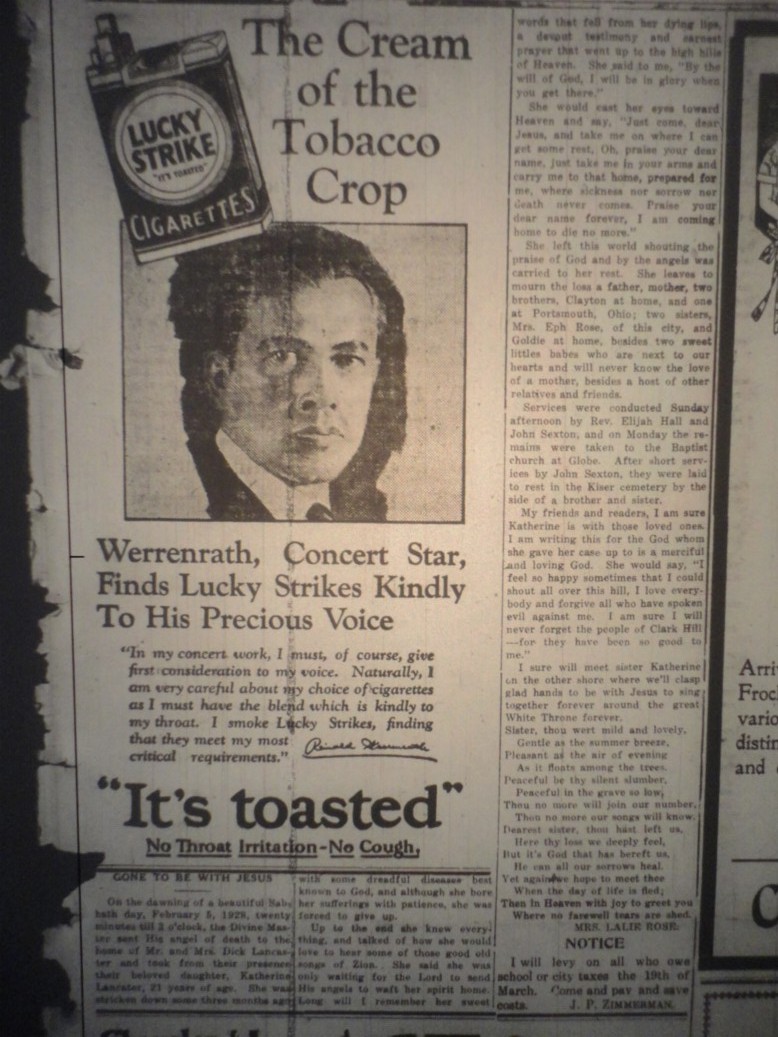 The Cream
of the
Tobacco
Crop
LUCKY
STRIKE
"IT'S TOASTED"
CIGARETTES
Werrenrath, Concert Star,
Finds Lucky Strikes Kindly
To His Precious Voice
"In my concert work, I must, of course, give
first consideration to my voice. Naturally, I
am very careful about my choice of cigarettes
as I must have the blend which is kindly to
my throat. I smoke Lucky Strikes, finding
that they meet my most
critical requirements."
"It's toasted"
No Throat Irritation-No Cough.
GONE TO BE WITH JESUS
On the dawning of a beautiful Sab-
bath day, February 5, 1928, twenty
minutes till 2 o'clock, the Divine Mas-
ter sent His angel of death to the
home of Mr. and Mrs. Dick Lancas-
ter and took from their presence
their beloved daughter, Katherine
Lancaster, 21 years of age. She was
stricken down some three months ago
with some dreadful disease best
known to God, and although she bore
her sufferings with patience, she was
forced to give up.
Up to the end she knew every-
thing, and talked of how she would
love to hear some of those good old
songs of Zion. She said she was
only waiting for the Lord to send
His angels to waft her spirit home.
Long will I remember her sweet
words that fell from her dying lips,
a devout testimony and earnest
prayer that went up to the high hills
of Heaven. She said to me, "By the
will of God, I will be in glory when
you get there."
She would cast her eyes toward
Heaven and say, "Just come, dear
Jesus, and take me on where I can
get some rest, Oh, praise your dear
name, just take me in your arms and
carry me to that home, prepared for
me, where sickness nor sorrow nor
death never comes. Praise your
dear name forever, I am coming
home to die no more."
She left this world shouting the
praise of God and by the angels was
carried to her rest. She leaves to
mourn the loss a father, mother, two
brothers, Clayton at home, and one
at Portsmouth, Ohio; two sisters,
Mrs. Eph Rose, of this city, and
Goldie at home, besides two sweet
littles babes who are next to our
hearts and will never know the love
of a mother, besides a host of other
relatives and friends.
Services were conducted Sunday
afternoon by Rev. Elijah Hall and
John Sexton, and on Monday the re-
mains were taken to the Baptist
church at Globe. After short serv-
ices by John Sexton, they were laid
to rest in the Kiser cemetery by the
side of a brother and sister.
My friends and readers, I am sure
Katherine is with those loved ones.
I am writing this for the God whom
she gave her case up to is a merciful
and loving God. She would say, "I
feel so happy sometimes that I could
shout all over this hill, I love every-
body and forgive all who have spoken
evil against me. I am sure I will
never forget the people of Clark Hill
—for they have been so good to
me."
I sure will meet sister Katherine
on the other shore where we'll clasp
glad hands to be with Jesus to sing
together forever around the great
White Throne forever.
Sister, thou wert mild and lovely,
Gentle as the summer breeze,
Pleasant as the air of evening
As it floats among the trees.
Peaceful be thy silent slumber,
Peaceful in the grave so low,
Thou no more will join our number,
Thou no more our songs will know.
Dearest sister, thou hast left us,
Here thy loss we deeply feel,
But it's God that has bereft us,
He can all our sorrows heal.
Yet again we hope to meet thee
When the day of life is fled;
Then in Heaven with joy to greet you
Where no farewell tears are shed.
MRS. LALIE ROSE.
NOTICE
I will levy on all who owe
school or city taxes the 19th of
March. Come and pay and save
costs. J. P. ZIMMERMAN.
Arri
Froc
vario
distin
and
C